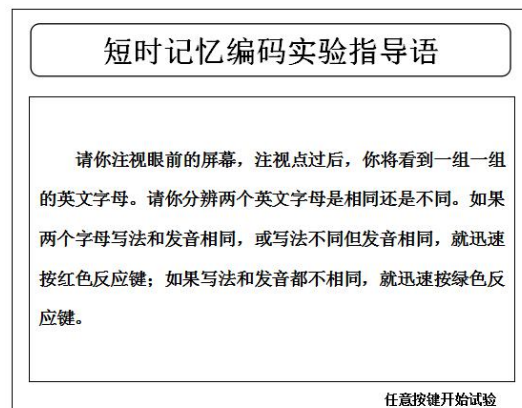 短时记忆编码实验指导语
请你注视眼前的屏幕，注视点过后，你将看到一组一组
的英文字母。请你分辨两个英文字母是相同还是不同。如果
两个字母写法和发音相同，或写法不同但发音相同，就迅速
按红色反应键；如果写法和发音都不相同，就迅速按绿色反
应键。
任意按键开始试验